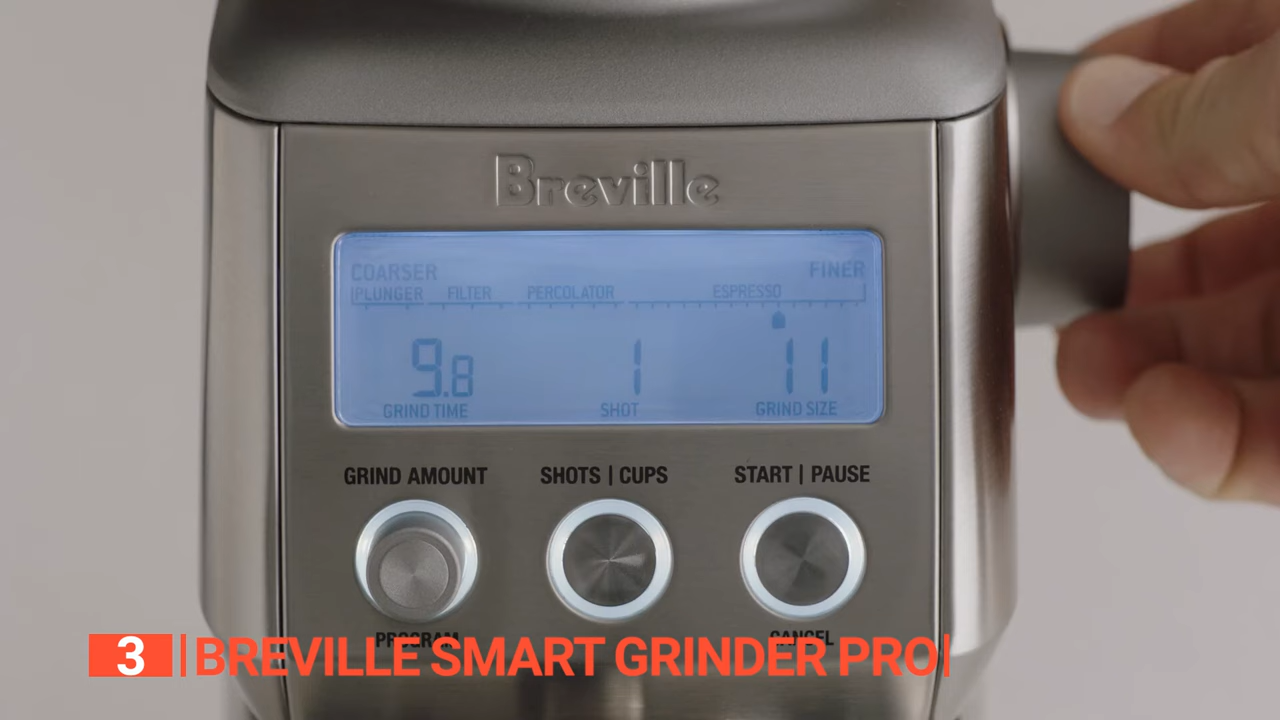 Breville
COARSER FINER
PLUNGER FILTER PERCOLATOR ESPRESSO
9.8 1 11
GRIND TIME SHOT GRIND SIZE
GRIND AMOUNT SHOTS | CUPS START | PAUSE
PROGRAM CANCEL
3 BREVILLE SMART GRINDER PRO